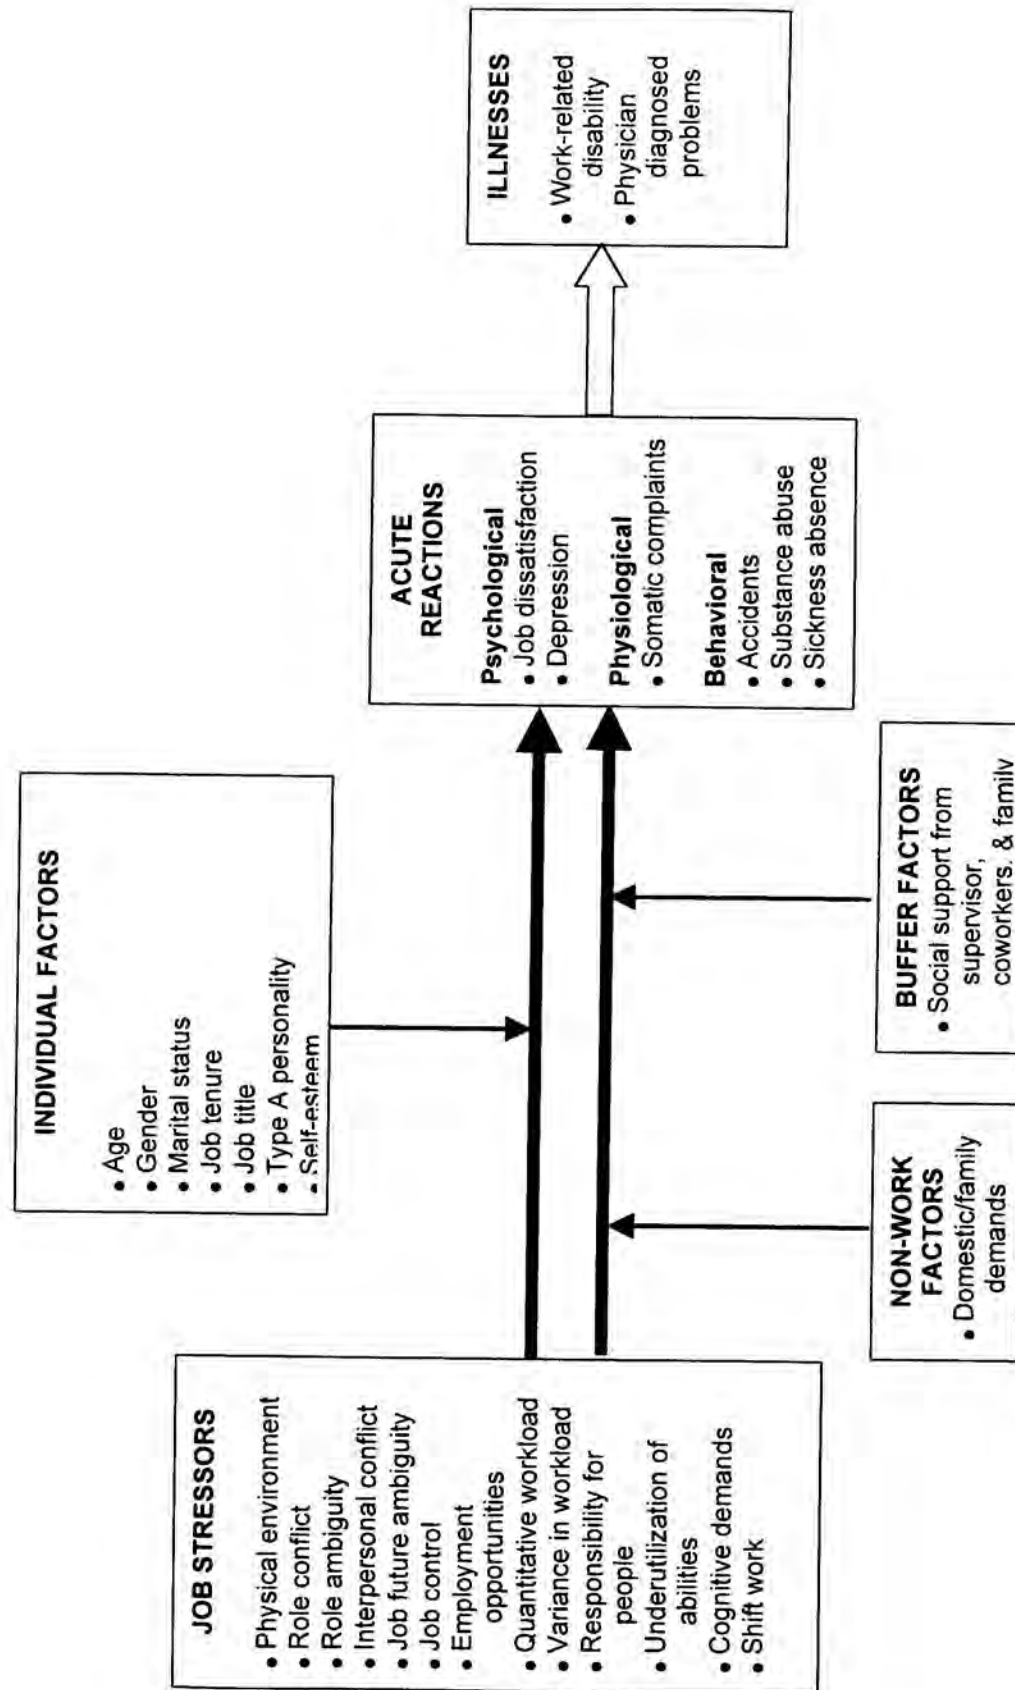 JOB STRESSORS
• Physical environment
• Role conflict
• Role ambiguity
• Interpersonal conflict
• Job future ambiguity
• Job control
• Employment
opportunities
• Quantitative workload
• Variance in workload
• Responsibility for
people
• Underutilization of
abilities
• Cognitive demands
• Shift work
INDIVIDUAL FACTORS
• Age
• Gender
• Marital status
• Job tenure
• Job title
• Type A personality
• Self-esteem
NON-WORK
FACTORS
• Domestic/family
demands
BUFFER FACTORS
• Social support from
supervisor,
coworkers. & family
ACUTE
REACTIONS
Psychological
• Job dissatisfaction
• Depression
Physiological
• Somatic complaints
Behavioral
• Accidents
• Substance abuse
• Sickness absence
ILLNESSES
• Work-related
disability
• Physician
diagnosed
problems